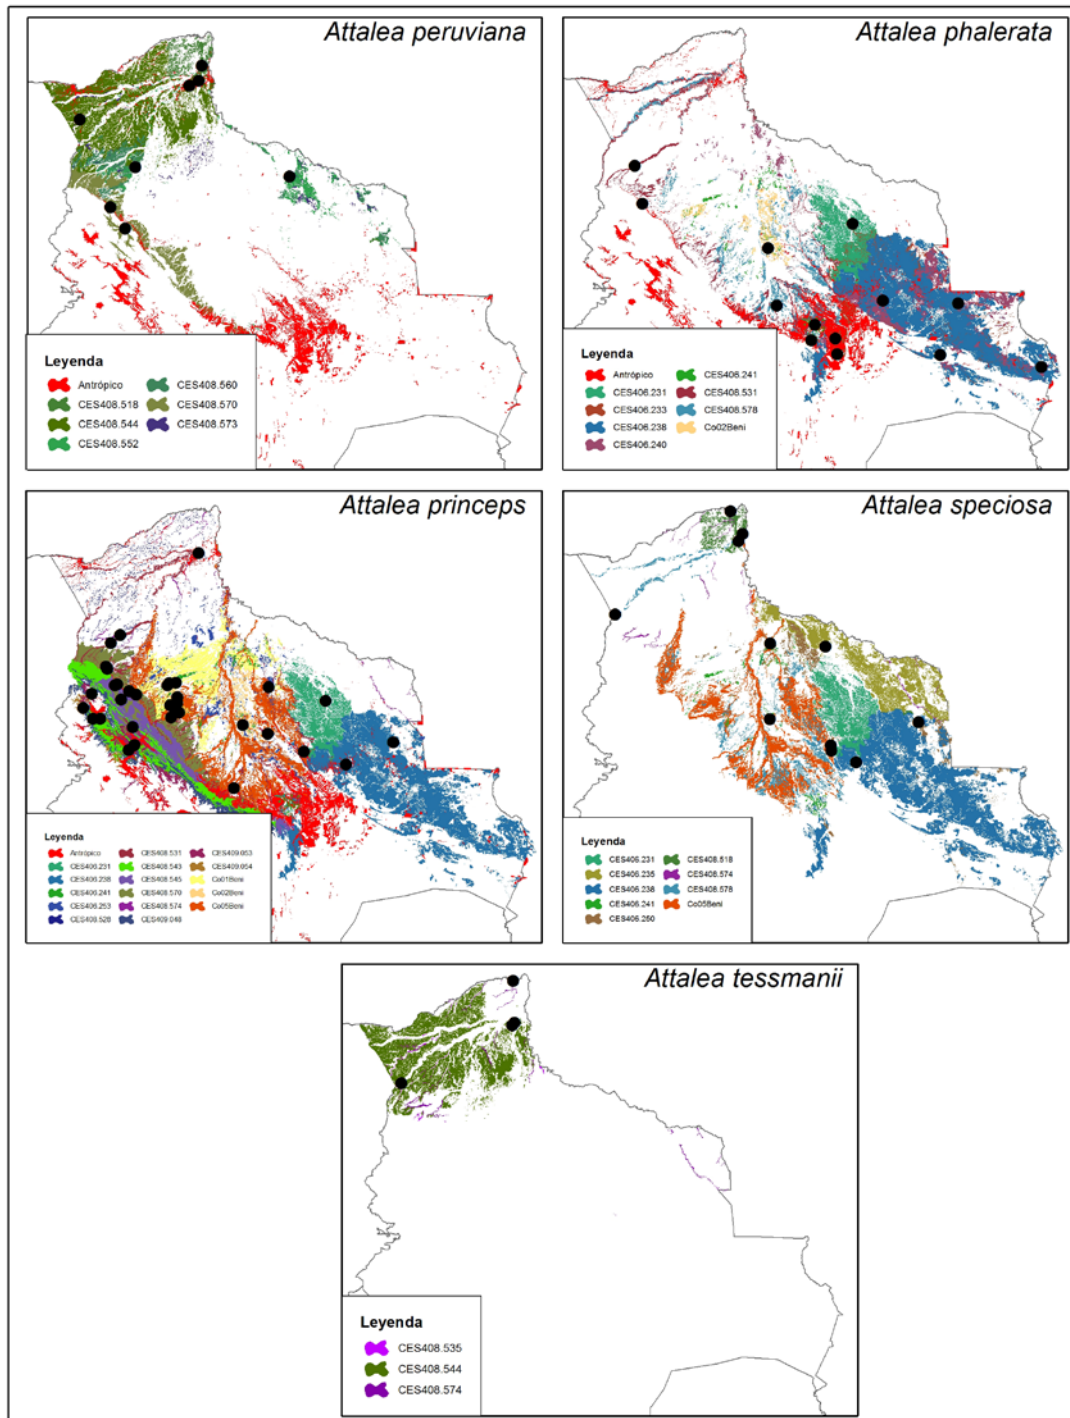 Attalea peruviana
Leyenda
Antrópico
CES408.518
CES408.544
CES408.552
CES408.560
CES408.570
CES408.573
Attalea phalerata
Leyenda
Antrópico
CES406.231
CES406.233
CES406.238
CES406.240
CES406.241
CES408.531
CES408.578
Co02Beni
Attalea princeps
Leyenda
Antrópico
CES406.231
CES406.238
CES406.241
CES406.253
CES408.528
CES408.531
CES408.543
CES408.545
CES408.570
CES408.574
CES409.048
CES409.053
CES409.054
Co01Beni
Co02Beni
Co05Beni
Attalea speciosa
Leyenda
CES406.231
CES406.235
CES406.238
CES406.241
CES406.250
CES408.518
CES408.574
CES408.578
Co05Beni
Attalea tessmanii
Leyenda
CES408.535
CES408.544
CES408.574